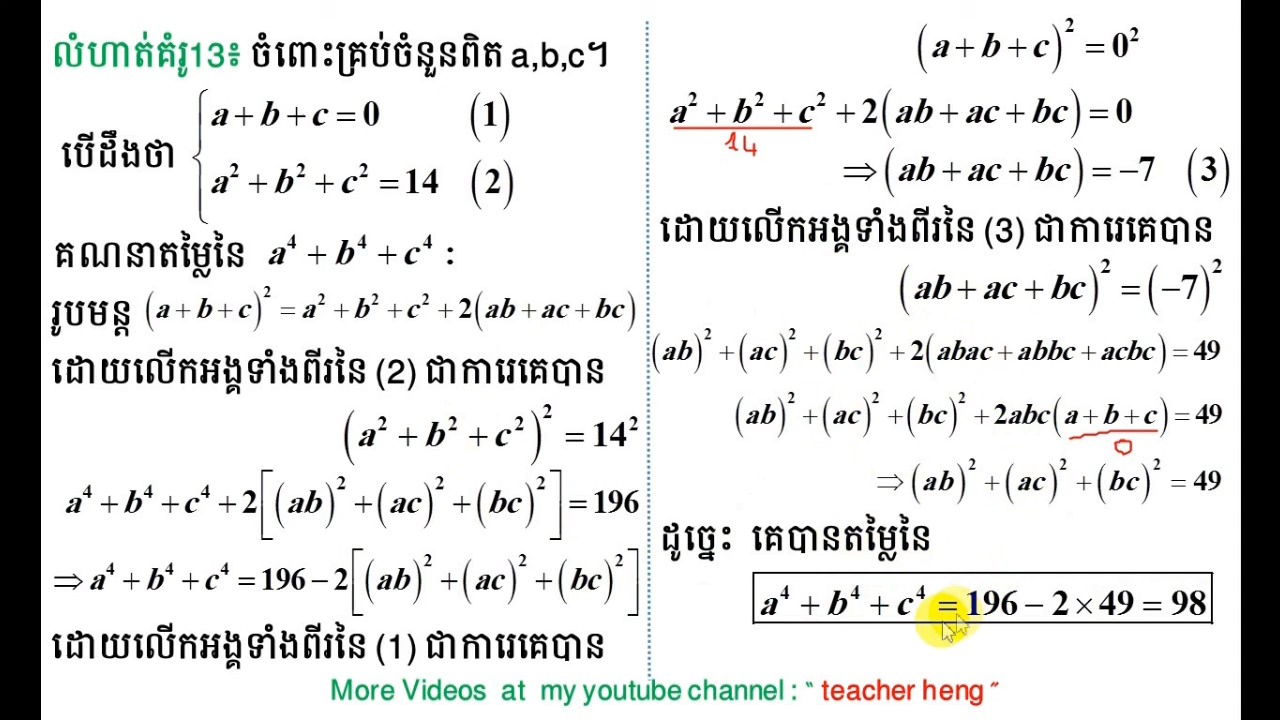 លំហាត់គំរូ13៖ ចំពោះគ្រប់ចំនួនពិត a,b,c។
បើដឹងថា { a + b + c = 0 (1)
a² + b² + c² = 14 (2)
គណនាតម្លៃនៃ a⁴ + b⁴ + c⁴ :
រូបមន្ត (a + b + c)² = a² + b² + c² + 2(ab + ac + bc)
ដោយលើកអង្គទាំងពីរនៃ (2) ជាការេគេបាន
(a² + b² + c²)² = 14²
a⁴ + b⁴ + c⁴ + 2[(ab)² + (ac)² + (bc)²] = 196
⇒ a⁴ + b⁴ + c⁴ = 196 − 2[(ab)² + (ac)² + (bc)²]
ដោយលើកអង្គទាំងពីរនៃ (1) ជាការេគេបាន
(a + b + c)² = 0²
a² + b² + c² + 2(ab + ac + bc) = 0
14
⇒ (ab + ac + bc) = −7 (3)
ដោយលើកអង្គទាំងពីរនៃ (3) ជាការេគេបាន
(ab + ac + bc)² = (−7)²
(ab)² + (ac)² + (bc)² + 2(abac + abbc + acbc) = 49
(ab)² + (ac)² + (bc)² + 2abc(a + b + c) = 49
0
⇒ (ab)² + (ac)² + (bc)² = 49
ដូច្នេះ គេបានតម្លៃនៃ
a⁴ + b⁴ + c⁴ = 196 − 2 × 49 = 98
More Videos at my youtube channel : “ teacher heng ”